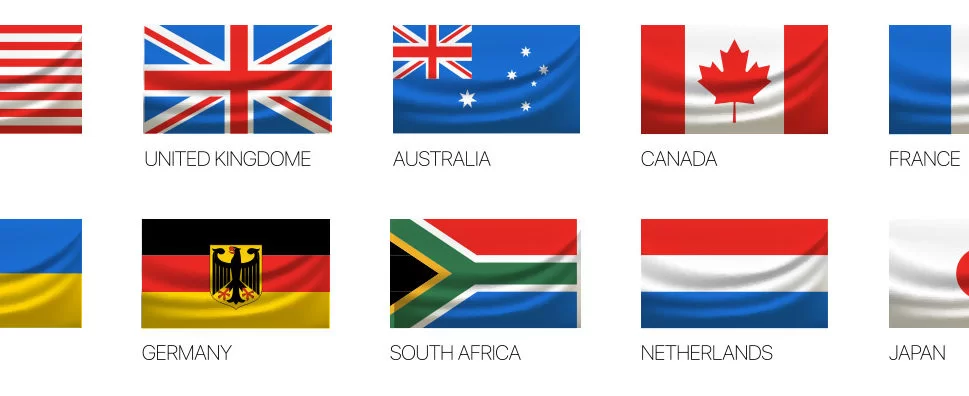 UNITED KINGDOME
AUSTRALIA
CANADA
FRANCE
GERMANY
SOUTH AFRICA
NETHERLANDS
JAPAN